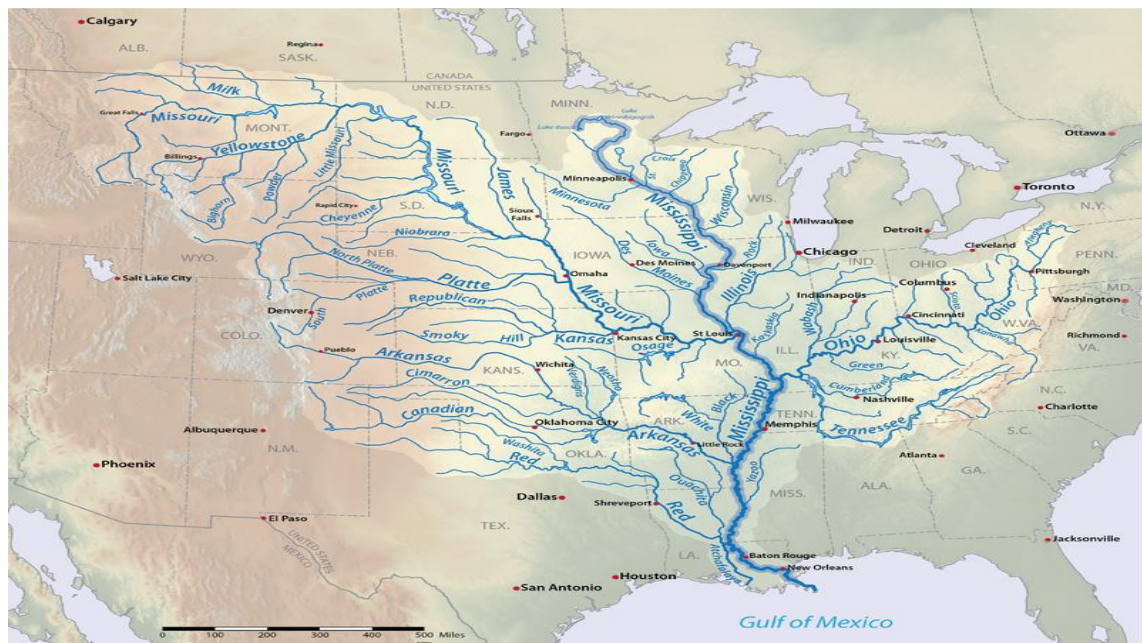 Calgary
ALB.
Regina
SASK.
CANADA
UNITED STATES
Milk
Great Falls
Missouri
MONT.
N.D.
MINN.
Fargo
Ottawa
Yellowstone
Billings
Little Missouri
Powder
Bighorn
Missouri
James
Minneapolis
St. Croix
Chippewa
Toronto
Rapid City
Cheyenne
S.D.
Sioux
Falls
Minnesota
Mississippi
Wisconsin
WIS.
Milwaukee
Detroit
N.Y.
Niobrara
WYO.
NEB.
IOWA
Iowa
Des Moines
Des Moines
Davenport
Rock
Chicago
Cleveland
Allegheny
North Platte
Platte
Omaha
Illinois
IND.
OHIO
PENN.
Pittsburgh
Salt Lake City
Platte
South
Republican
Missouri
Indianapolis
Columbus
Scioto
Ohio
MD.
Washington
Denver
COLO.
Smoky Hill
Kansas
Kansas City
Osage
St Louis
Kaskaskia
Wabash
Cincinnati
W.VA.
Kanawha
Richmond
VA.
Pueblo
Arkansas
Wichita
KANS.
MO.
ILL.
Ohio
Louisville
KY.
Green
Cimarron
Verdigris
Neosho
Mississippi
Cumberland
Nashville
N.C.
Charlotte
Canadian
Oklahoma City
ARK.
White
Black
TENN.
Memphis
Tennessee
S.C.
Albuquerque
N.M.
Washita
OKLA.
Arkansas
Little Rock
Atlanta
GA.
Phoenix
Red
Ouachita
Yazoo
MISS.
ALA.
Dallas
Shreveport
Red
El Paso
TEX.
LA.
UNITED STATES
MEXICO
Atchafalaya
Baton Rouge
New Orleans
Jacksonville
San Antonio
Houston
Gulf of Mexico
0 100 200 300 400 500 Miles